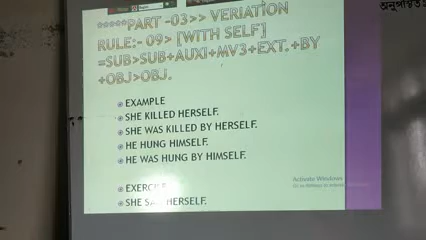 *****PART -03>> VERIATION
RULE:- 09> [WITH SELF]
=SUB>SUB+AUXI+MV3+EXT.+BY
+OBJ>OBJ.
EXAMPLE
SHE KILLED HERSELF.
SHE WAS KILLED BY HERSELF.
HE HUNG HIMSELF.
HE WAS HUNG BY HIMSELF.
Activate Windows
SHE HERSELF.